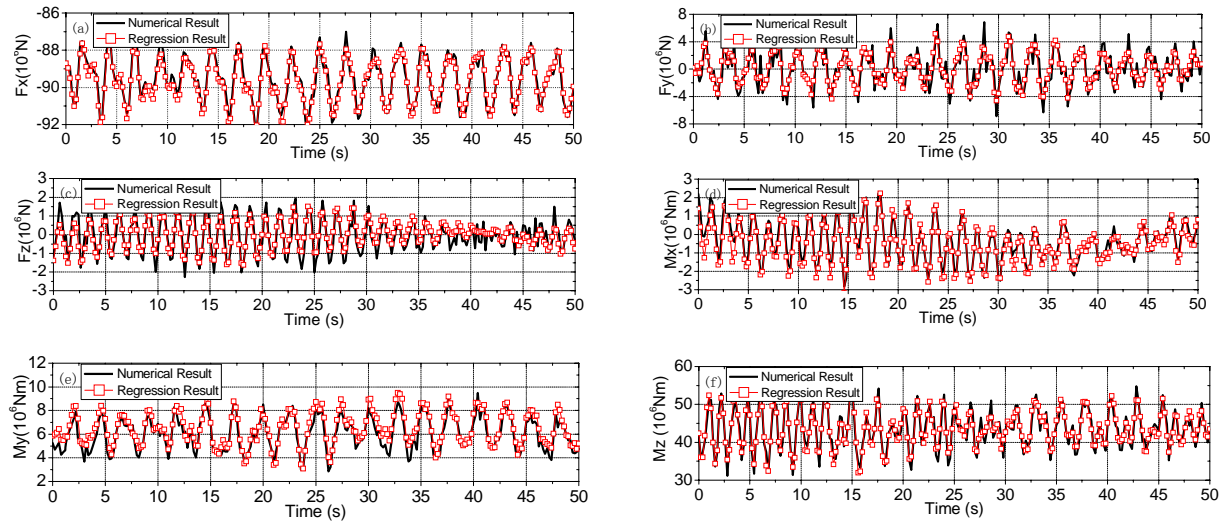 (a) Numerical Result
Regression Result
Fx(10⁶N)
-86
-88
-90
-92
0 5 10 15 20 25 30 35 40 45 50
Time (s)
(b) Numerical Result
Regression Result
Fy(10⁶N)
8
4
0
-4
-8
0 5 10 15 20 25 30 35 40 45 50
Time (s)
(c) Numerical Result
Regression Result
Fz(10⁶N)
3
2
1
0
-1
-2
-3
0 5 10 15 20 25 30 35 40 45 50
Time (s)
(d) Numerical Result
Regression Result
Mx(10⁶Nm)
3
2
1
0
-1
-2
-3
0 5 10 15 20 25 30 35 40 45 50
Time (s)
(e) Numerical Result
Regression Result
My(10⁶Nm)
12
10
8
6
4
2
0 5 10 15 20 25 30 35 40 45 50
Time (s)
(f) Numerical Result
Regression Result
Mz(10⁶Nm)
60
50
40
30
0 5 10 15 20 25 30 35 40 45 50
Time (s)